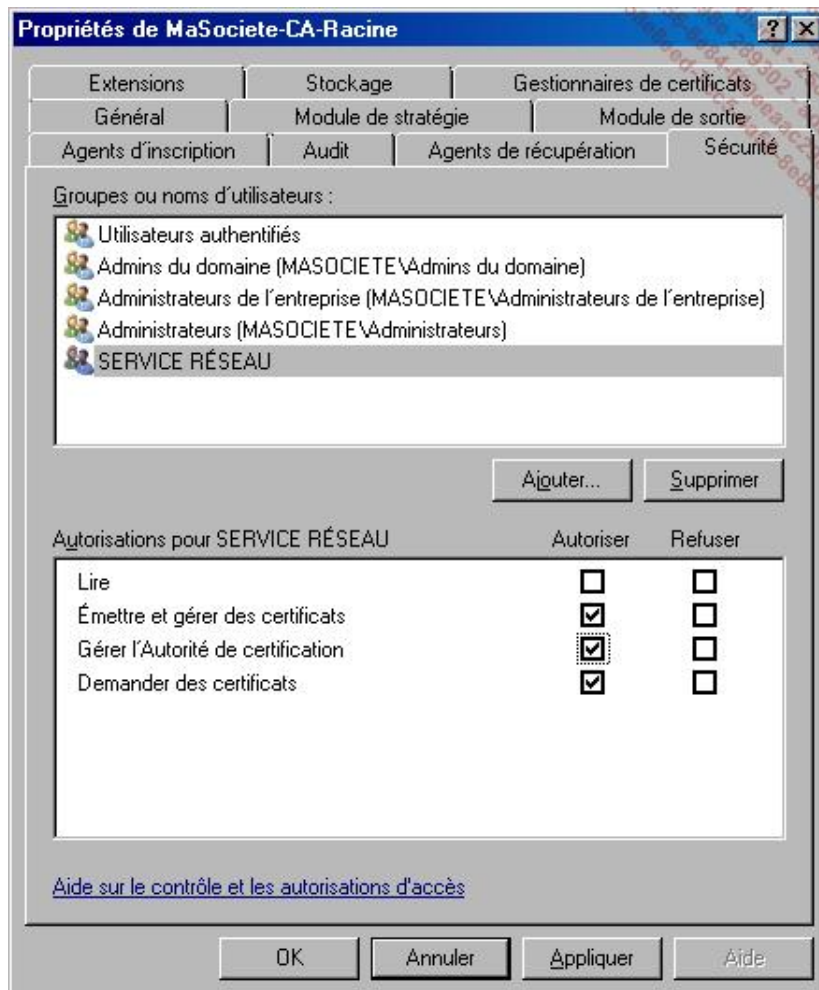 Propriétés de MaSociete-CA-Racine
Extensions Stockage Gestionnaires de certificats
Général Module de stratégie Module de sortie
Agents d'inscription Audit Agents de récupération Sécurité
Groupes ou noms d'utilisateurs :
Utilisateurs authentifiés
Admins du domaine (MASOCIETE\Admins du domaine)
Administrateurs de l'entreprise (MASOCIETE\Administrateurs de l'entreprise)
Administrateurs (MASOCIETE\Administrateurs)
SERVICE RÉSEAU
Ajouter... Supprimer
Autorisations pour SERVICE RÉSEAU Autoriser Refuser
Lire
Émettre et gérer des certificats
Gérer l'Autorité de certification
Demander des certificats
Aide sur le contrôle et les autorisations d'accès
OK Annuler Appliquer Aide